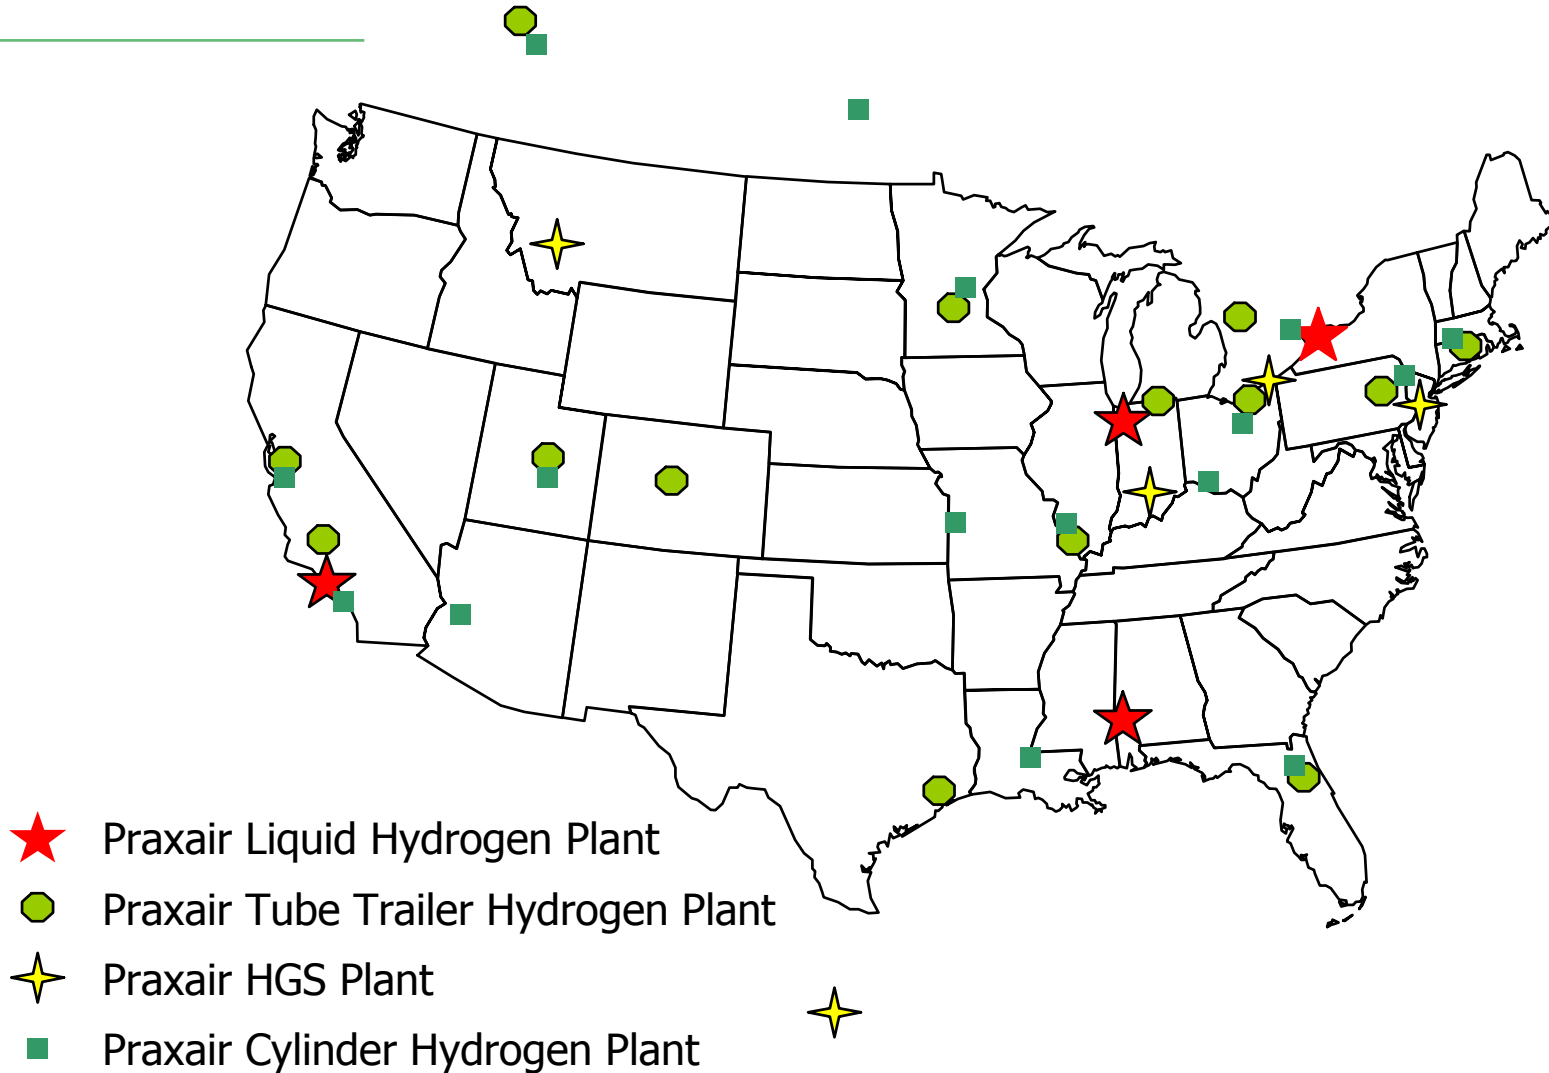 Praxair Liquid Hydrogen Plant
Praxair Tube Trailer Hydrogen Plant
Praxair HGS Plant
Praxair Cylinder Hydrogen Plant